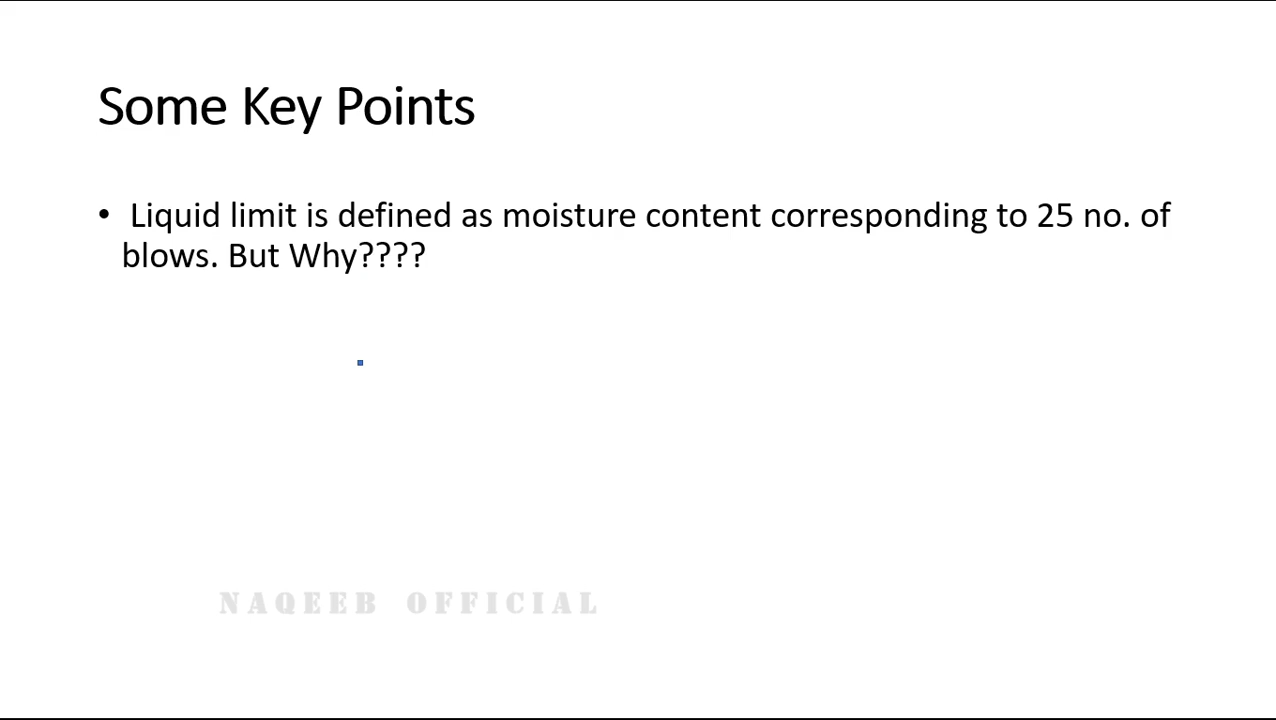 Some Key Points
• Liquid limit is defined as moisture content corresponding to 25 no. of
blows. But Why????
NAQEEB OFFICIAL